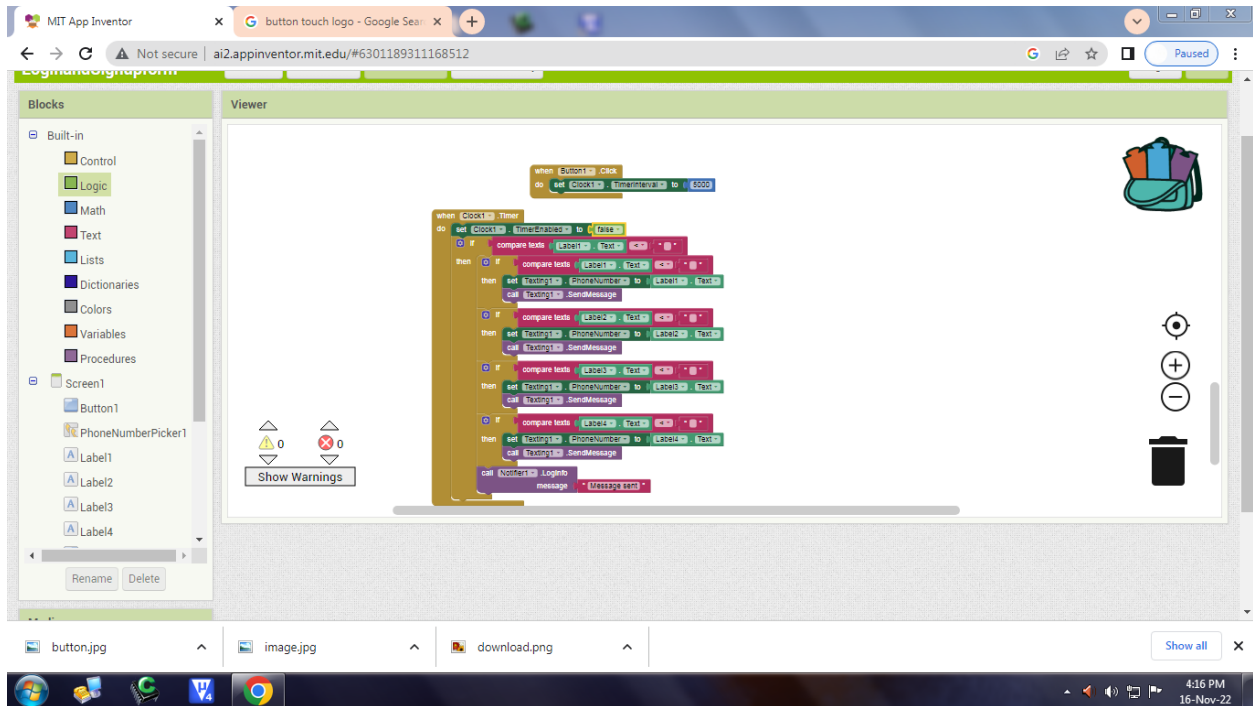 MIT App Inventor
button touch logo - Google Sear
Not secure
ai2.appinventor.mit.edu/#6301189311168512
Paused
LoginandSignupform
Blocks
Viewer
Built-in
Control
Logic
Math
Text
Lists
Dictionaries
Colors
Variables
Procedures
Screen1
Button1
PhoneNumberPicker1
Label1
Label2
Label3
Label4
Rename Delete
when Button1 .Click
do set Clock1 . TimerInterval to 5000
when Clock1 .Timer
do set Clock1 . TimerEnabled to false
if compare texts Label1 . Text < " "
then if compare texts Label1 . Text < " "
then set Texting1 . PhoneNumber to Label1 . Text
call Texting1 .SendMessage
if compare texts Label2 . Text < " "
then set Texting1 . PhoneNumber to Label2 . Text
call Texting1 .SendMessage
if compare texts Label3 . Text < " "
then set Texting1 . PhoneNumber to Label3 . Text
call Texting1 .SendMessage
if compare texts Label4 . Text < " "
then set Texting1 . PhoneNumber to Label4 . Text
call Texting1 .SendMessage
call Notifier1 .LogInfo
message " Message sent "
0 0
Show Warnings
button.jpg
image.jpg
download.png
Show all
4:16 PM
16-Nov-22